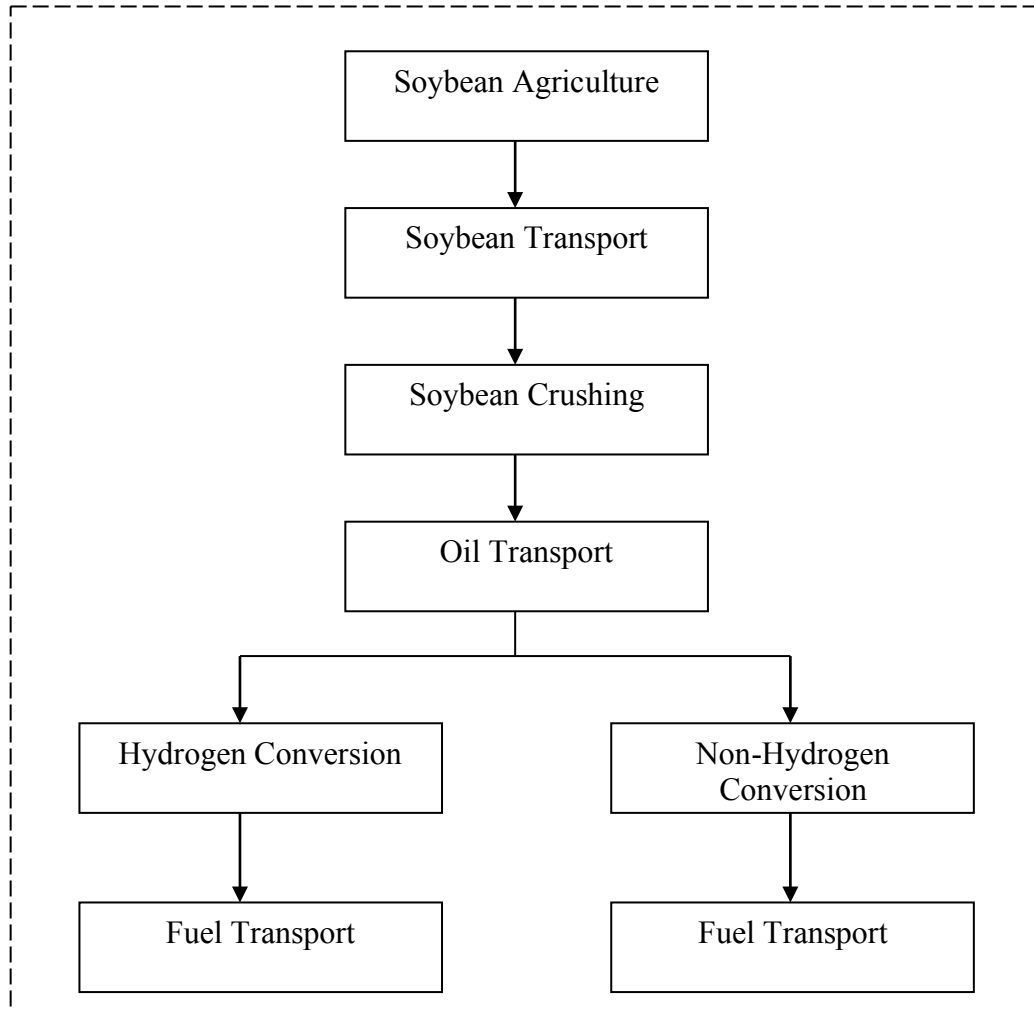 Soybean Agriculture
Soybean Transport
Soybean Crushing
Oil Transport
Hydrogen Conversion
Non-Hydrogen
Conversion
Fuel Transport
Fuel Transport